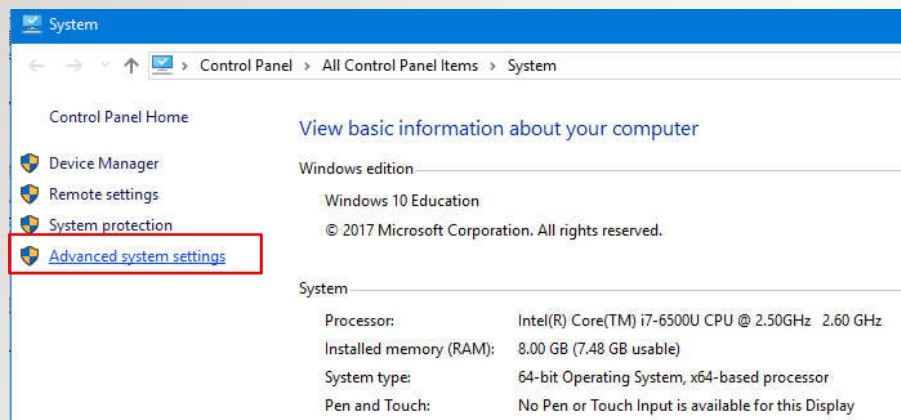 System
Control Panel > All Control Panel Items > System
Control Panel Home
Device Manager
Remote settings
System protection
Advanced system settings
View basic information about your computer
Windows edition
Windows 10 Education
© 2017 Microsoft Corporation. All rights reserved.
System
Processor: Intel(R) Core(TM) i7-6500U CPU @ 2.50GHz 2.60 GHz
Installed memory (RAM): 8.00 GB (7.48 GB usable)
System type: 64-bit Operating System, x64-based processor
Pen and Touch: No Pen or Touch Input is available for this Display